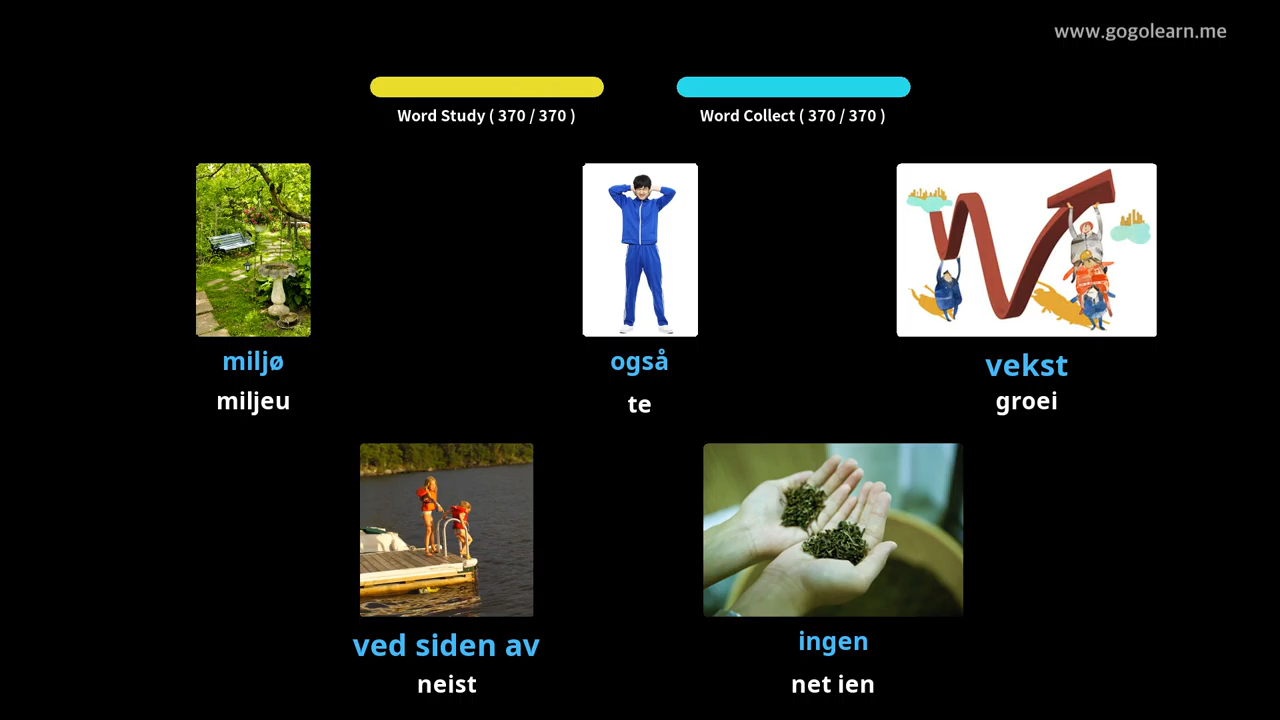 www.gogolearn.me
Word Study ( 370 / 370 )
Word Collect ( 370 / 370 )
miljø
miljeu
også
te
vekst
groei
ved siden av
neist
ingen
net ien